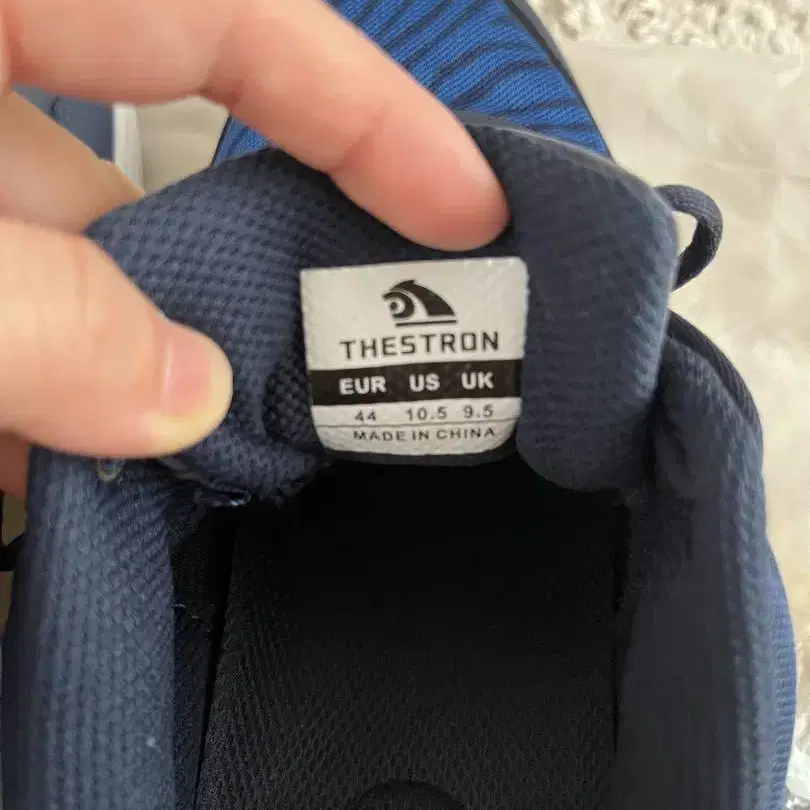 THESTRON
EUR US UK
44 10.5 9.5
MADE IN CHINA